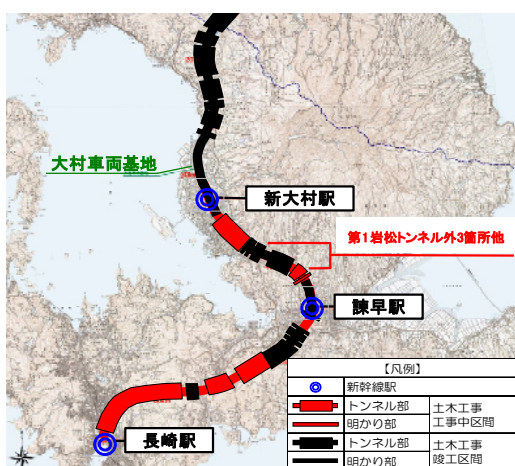 大村車両基地
新大村駅
第1岩松トンネル外3箇所他
諫早駅
長崎駅
【凡例】
新幹線駅
トンネル部
明かり部
土木工事
工事中区間
トンネル部
明かり部
土木工事
竣工区間